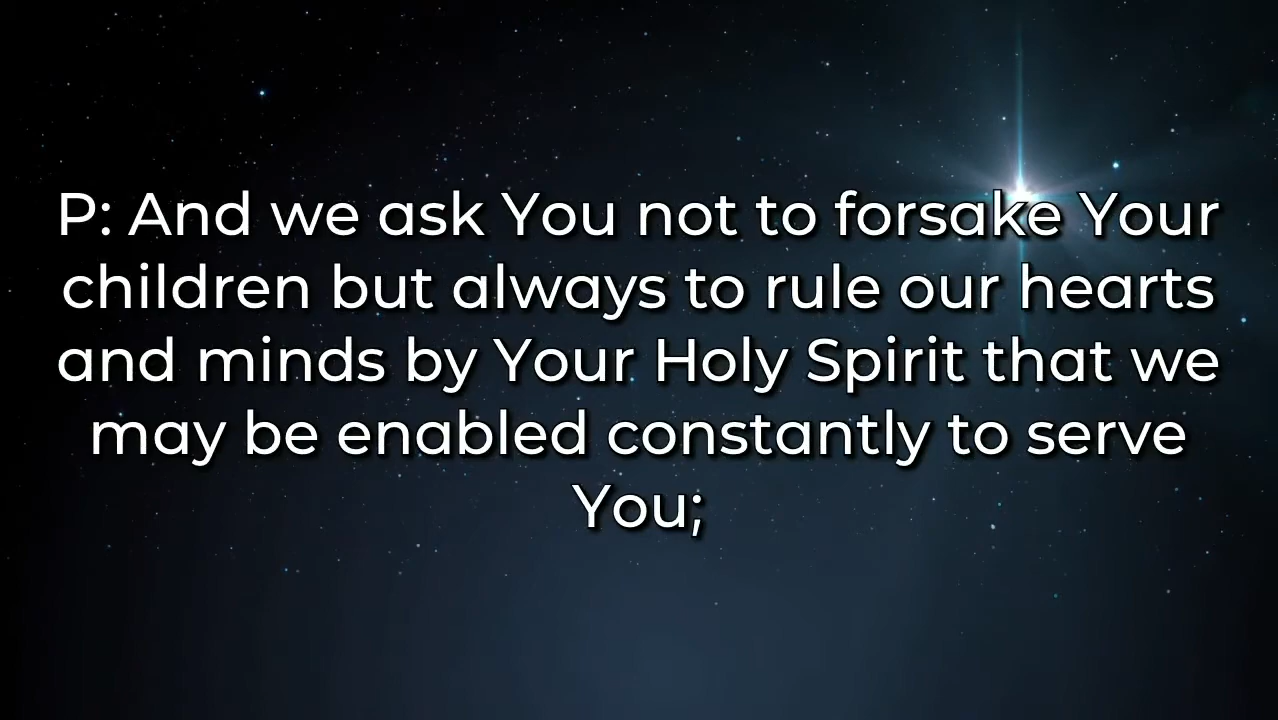 P: And we ask You not to forsake Your
children but always to rule our hearts
and minds by Your Holy Spirit that we
may be enabled constantly to serve
You;